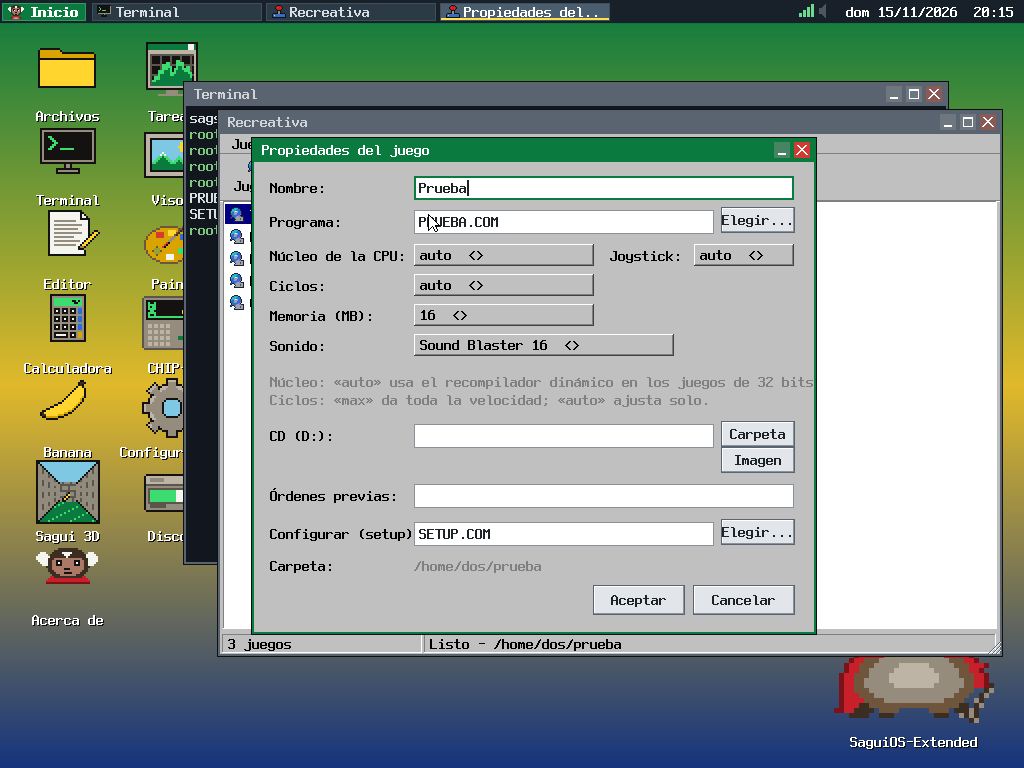 Inicio
Terminal
Recreativa
Propiedades del..
dom 15/11/2026 20:15
Archivos
Terminal
Editor
Calculadora
Banana
Sagui 3D
Acerca de
Terminal
Recreativa
Propiedades del juego
Nombre: Prueba
Programa: PRUEBA.COM Elegir...
Núcleo de la CPU: auto <> Joystick: auto <>
Ciclos: auto <>
Memoria (MB): 16 <>
Sonido: Sound Blaster 16 <>
Núcleo: «auto» usa el recompilador dinámico en los juegos de 32 bits
Ciclos: «max» da toda la velocidad; «auto» ajusta solo.
CD (D:): Carpeta
Imagen
Órdenes previas:
Configurar (setup) SETUP.COM Elegir...
Carpeta: /home/dos/prueba
Aceptar Cancelar
3 juegos Listo - /home/dos/prueba
SaguiOS-Extended